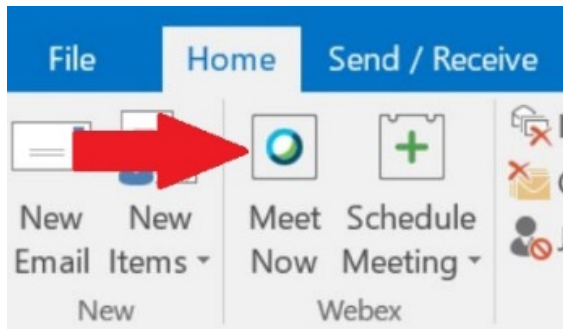 File Home Send / Receive
New Email
New Items
Meet Now
Schedule Meeting
New
Webex